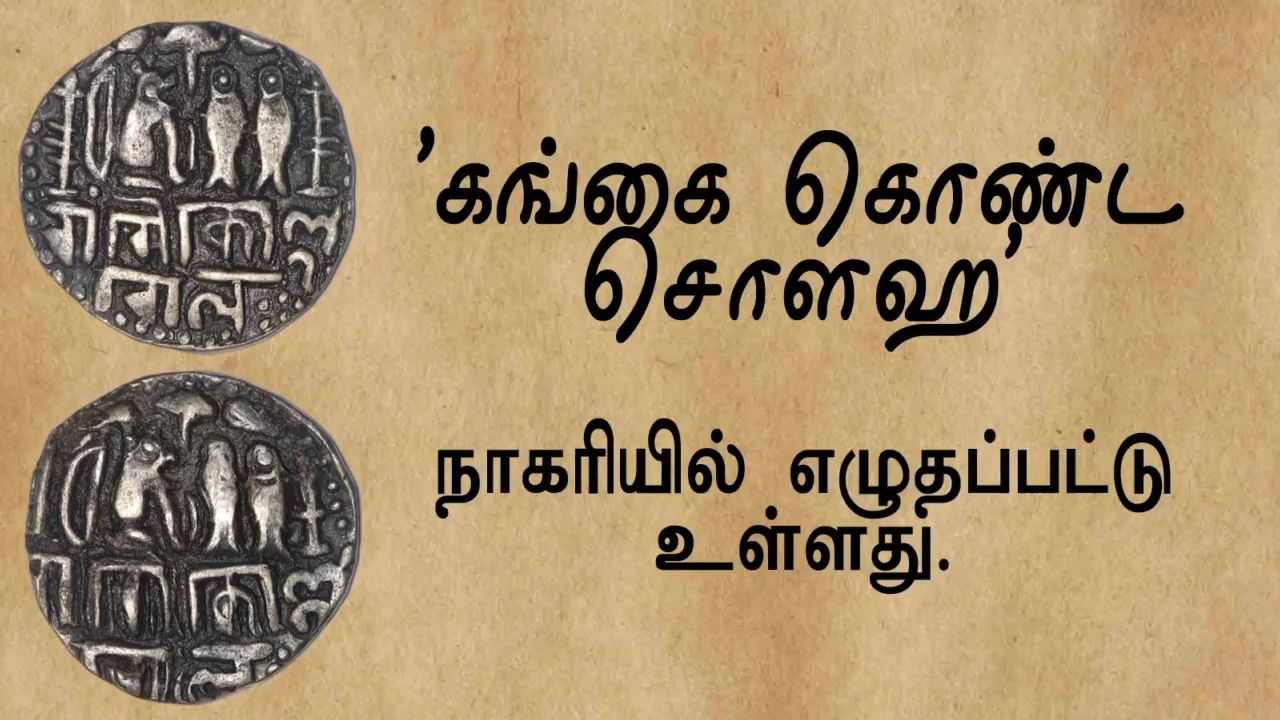 'கங்கை கொண்ட
சொளஹ'
நாகரியில் எழுதப்பட்டு
உள்ளது.